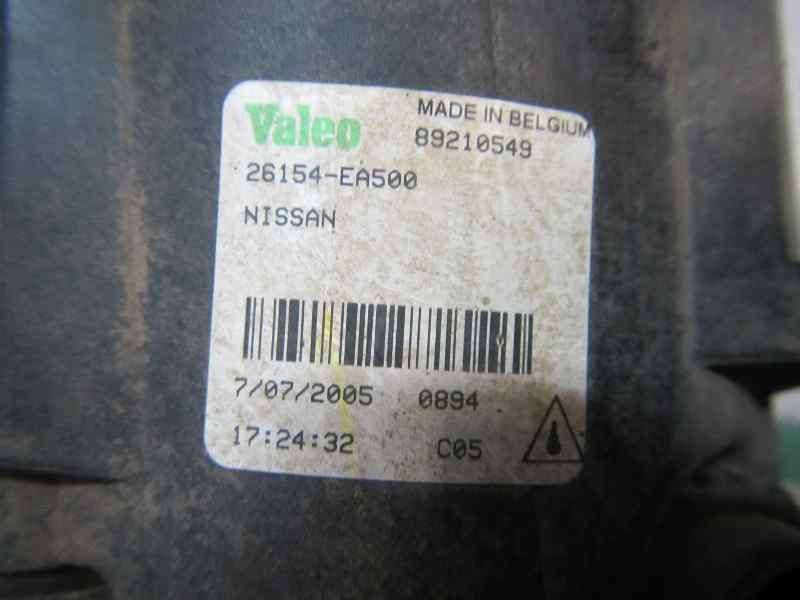 Valeo MADE IN BELGIUM
89210549
26154-EA500
NISSAN
7/07/2005 0894
17:24:32 C05